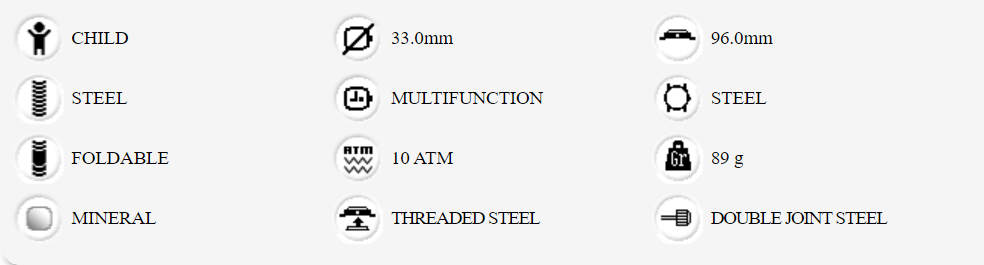 CHILD
33.0mm
96.0mm
STEEL
MULTIFUNCTION
STEEL
FOLDABLE
ATM
10 ATM
Gr
89 g
MINERAL
THREADED STEEL
DOUBLE JOINT STEEL